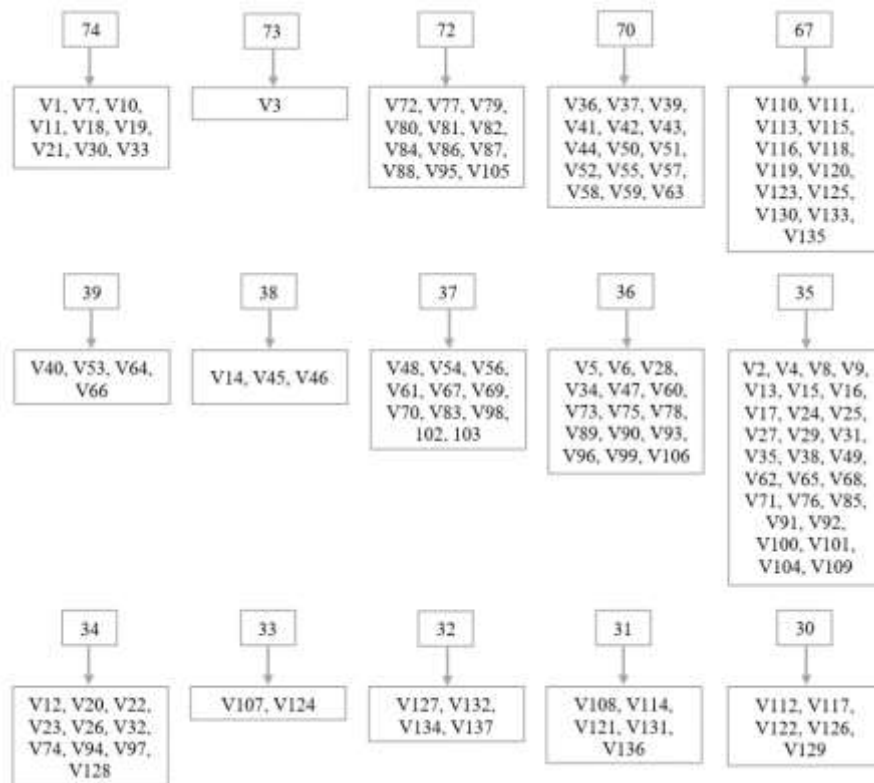 74
73
72
70
67
V1, V7, V10,
V11, V18, V19,
V21, V30, V33
V3
V72, V77, V79,
V80, V81, V82,
V84, V86, V87,
V88, V95, V105
V36, V37, V39,
V41, V42, V43,
V44, V50, V51,
V52, V55, V57,
V58, V59, V63
V110, V111,
V113, V115,
V116, V118,
V119, V120,
V123, V125,
V130, V133,
V135
39
38
37
36
35
V40, V53, V64,
V66
V14, V45, V46
V48, V54, V56,
V61, V67, V69,
V70, V83, V98,
102, 103
V5, V6, V28,
V34, V47, V60,
V73, V75, V78,
V89, V90, V93,
V96, V99, V106
V2, V4, V8, V9,
V13, V15, V16,
V17, V24, V25,
V27, V29, V31,
V35, V38, V49,
V62, V65, V68,
V71, V76, V85,
V91, V92,
V100, V101,
V104, V109
34
33
32
31
30
V12, V20, V22,
V23, V26, V32,
V74, V94, V97,
V128
V107, V124
V127, V132,
V134, V137
V108, V114,
V121, V131,
V136
V112, V117,
V122, V126,
V129